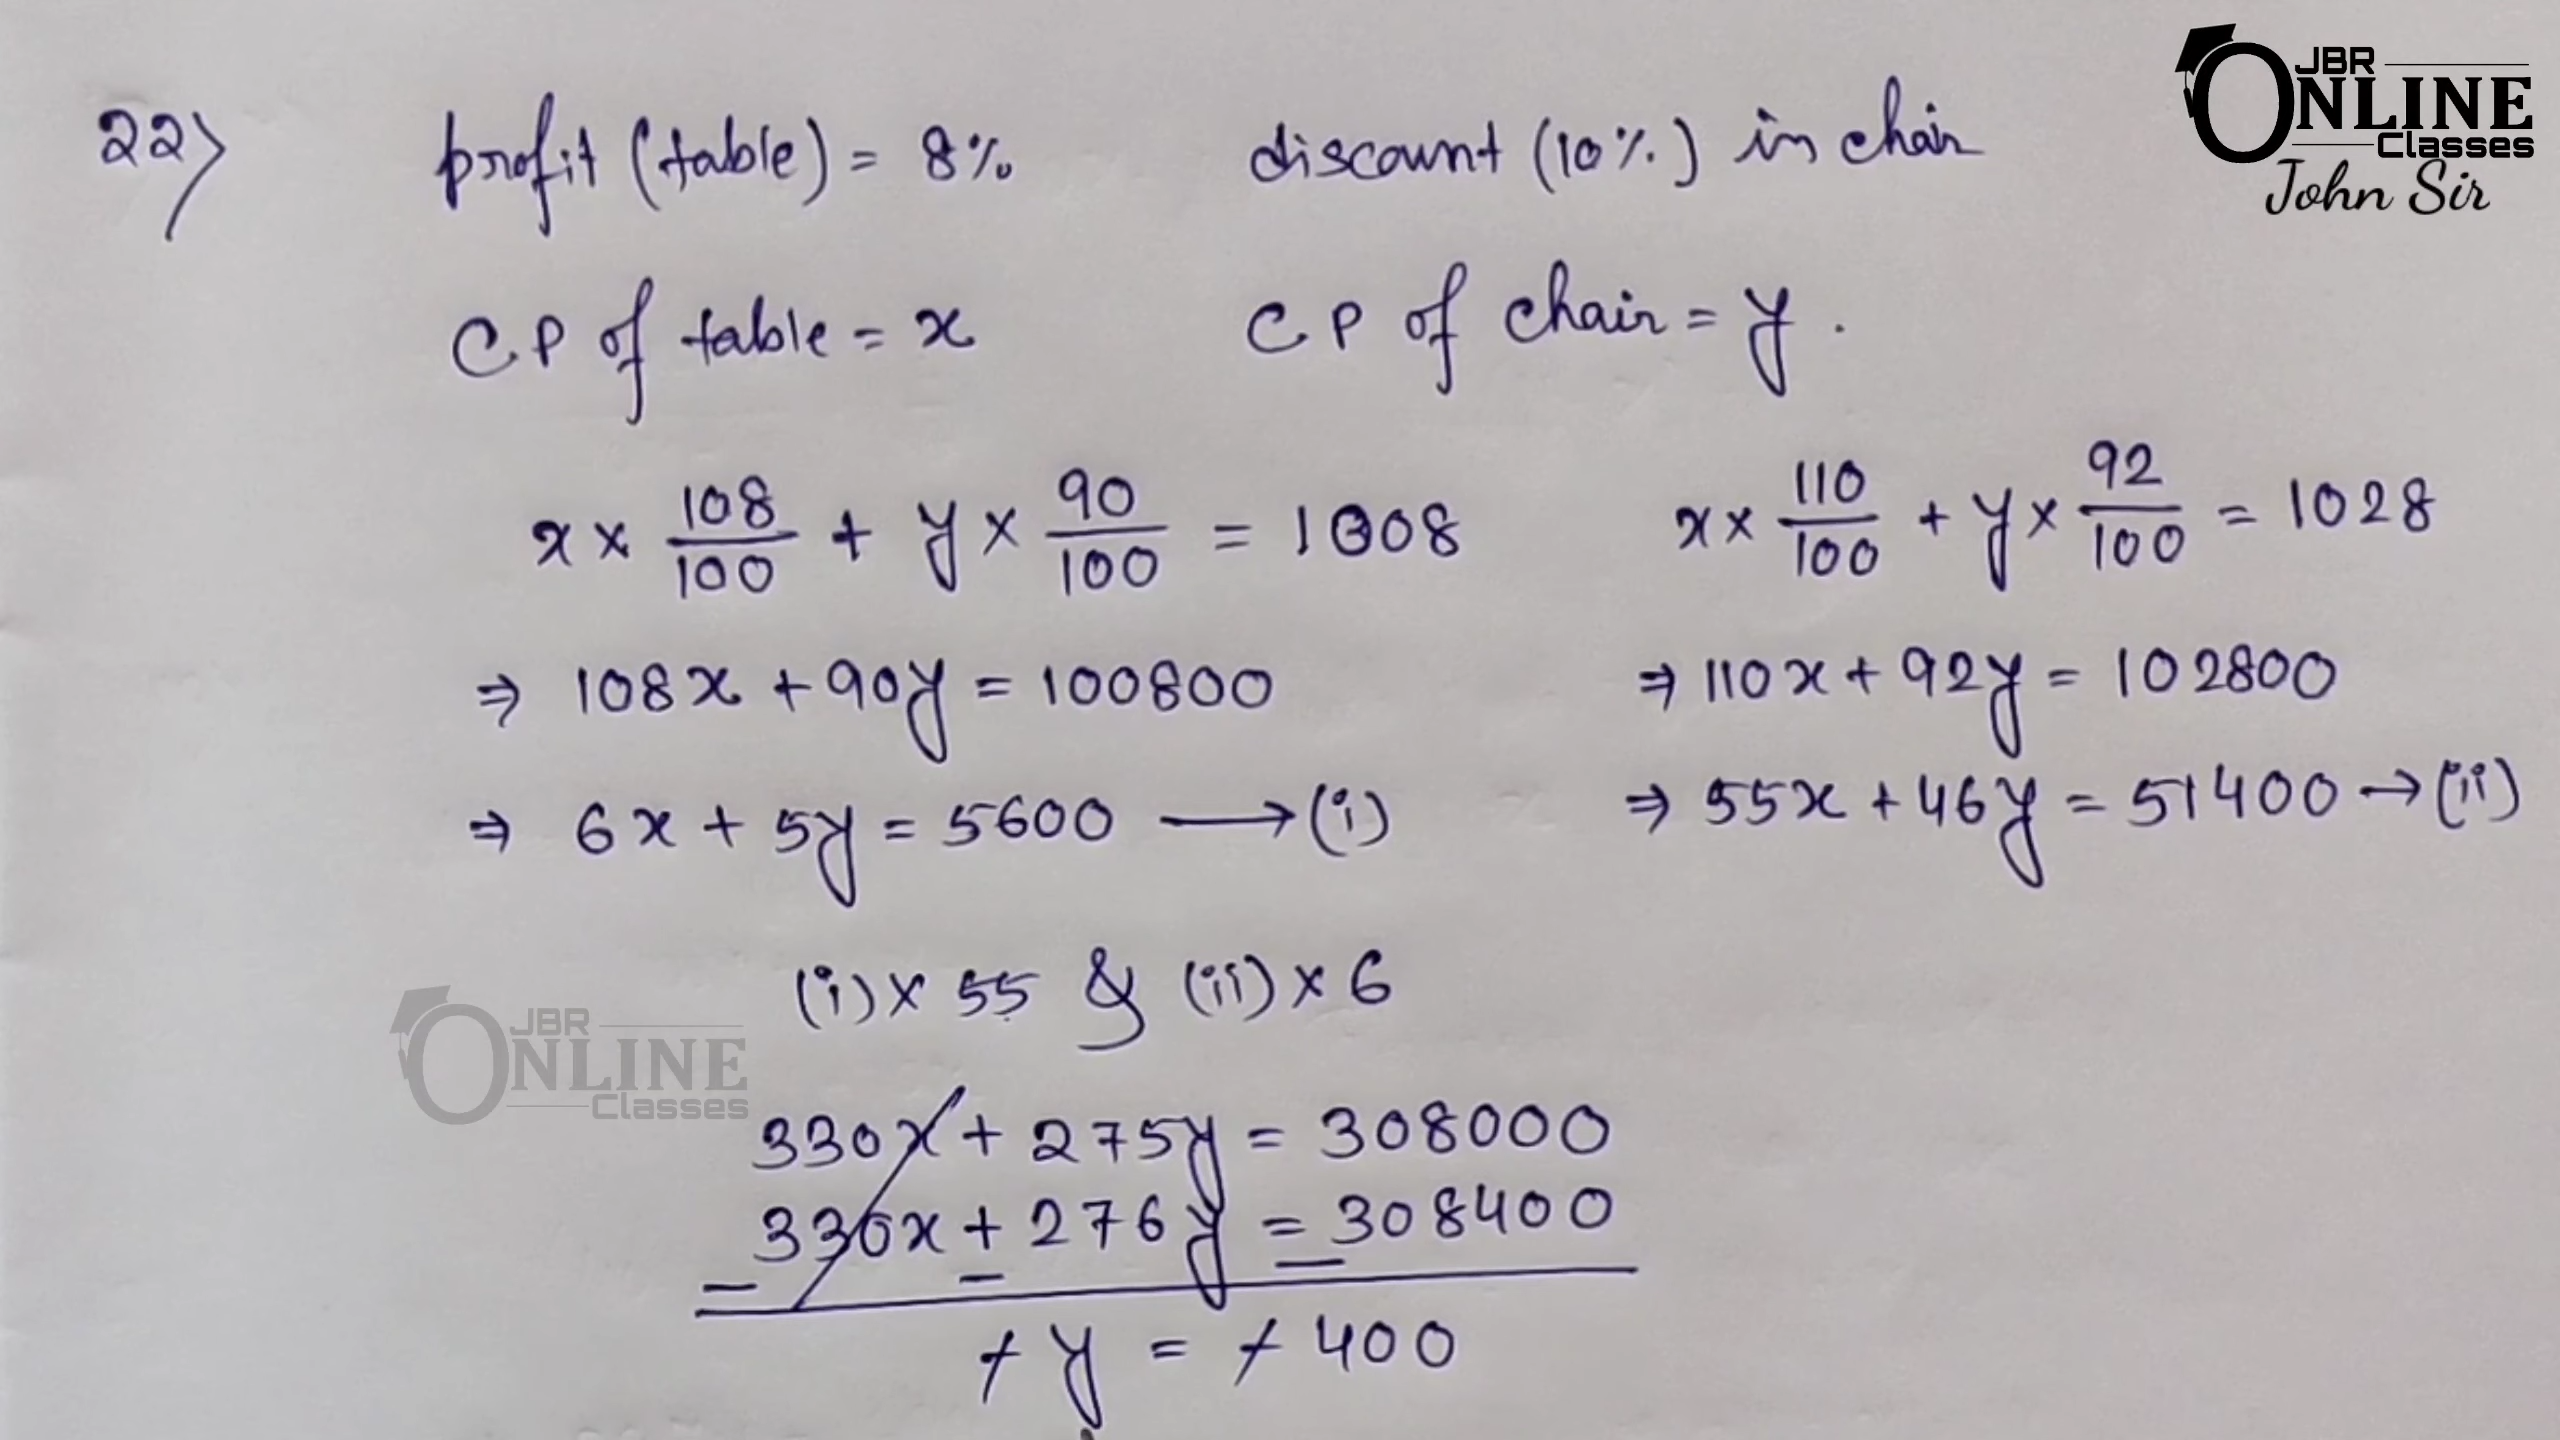 JBR
ONLINE
Classes
John Sir
22) profit (table) = 8% discount (10%) in chair
CP of table = x CP of chair = y.
x × 108/100 + y × 90/100 = 1008 x × 110/100 + y × 92/100 = 1028
⇒ 108x + 90y = 100800 ⇒ 110x + 92y = 102800
⇒ 6x + 5y = 5600 → (i) ⇒ 55x + 46y = 51400 → (ii)
(i) × 55 & (ii) × 6
JBR
ONLINE
Classes
330x + 275y = 308000
330x + 276y = 308400
− − −
+ y = + 400